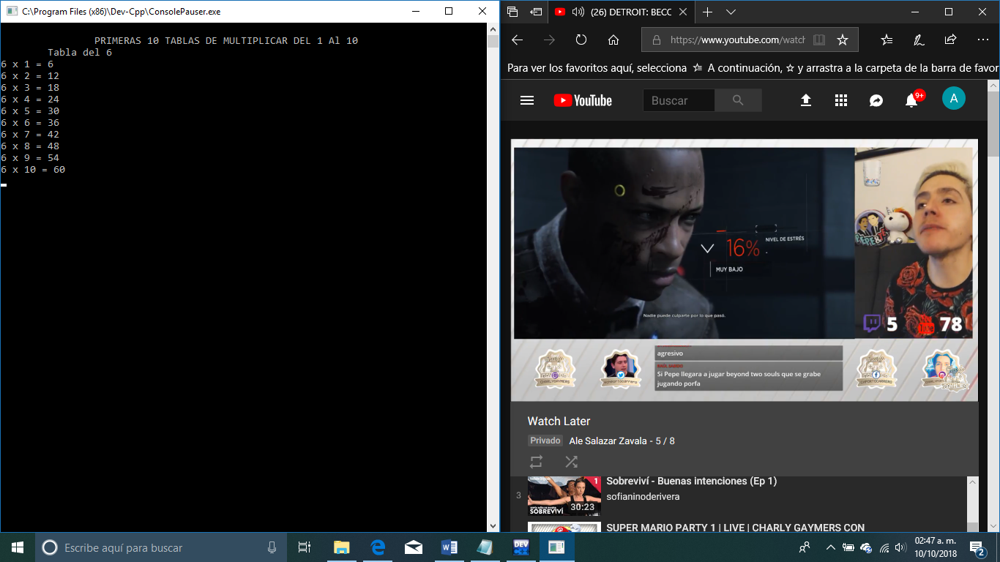 C:\Program Files (x86)\Dev-Cpp\ConsolePauser.exe
PRIMERAS 10 TABLAS DE MULTIPLICAR DEL 1 Al 10
Tabla del 6
6 x 1 = 6
6 x 2 = 12
6 x 3 = 18
6 x 4 = 24
6 x 5 = 30
6 x 6 = 36
6 x 7 = 42
6 x 8 = 48
6 x 9 = 54
6 x 10 = 60
(26) DETROIT: BECC
https://www.youtube.com/watch
Para ver los favoritos aquí, selecciona A continuación, y arrastra a la carpeta de la barra de favor
YouTube
Buscar
9+
A
16%
NIVEL DE ESTRÉS
MUY BAJO
Nadie puede culparte por lo que pasó.
5
78
agresivo
Si Pepe llegara a jugar beyond two souls que se grabe
jugando porfa
CHARLYGAYMERS
Watch Later
Privado Ale Salazar Zavala - 5 / 8
3
1
SOBREVIVÍ
30:23
Sobreviví - Buenas intenciones (Ep 1)
sofianinoderivera
SUPER MARIO PARTY 1 | LIVE | CHARLY GAYMERS CON
Escribe aquí para buscar
DEV
02:47 a. m.
10/10/2018
2